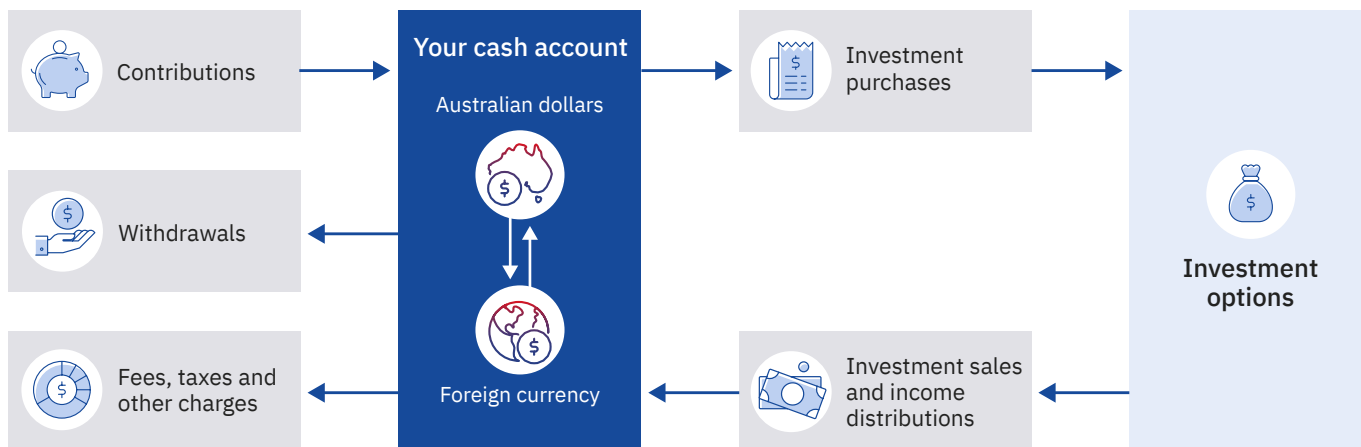 Contributions
Withdrawals
Fees, taxes and
other charges
Your cash account
Australian dollars
$
$
Foreign currency
Investment
purchases
$
Investment sales
and income
distributions
$
Investment
options
$
$